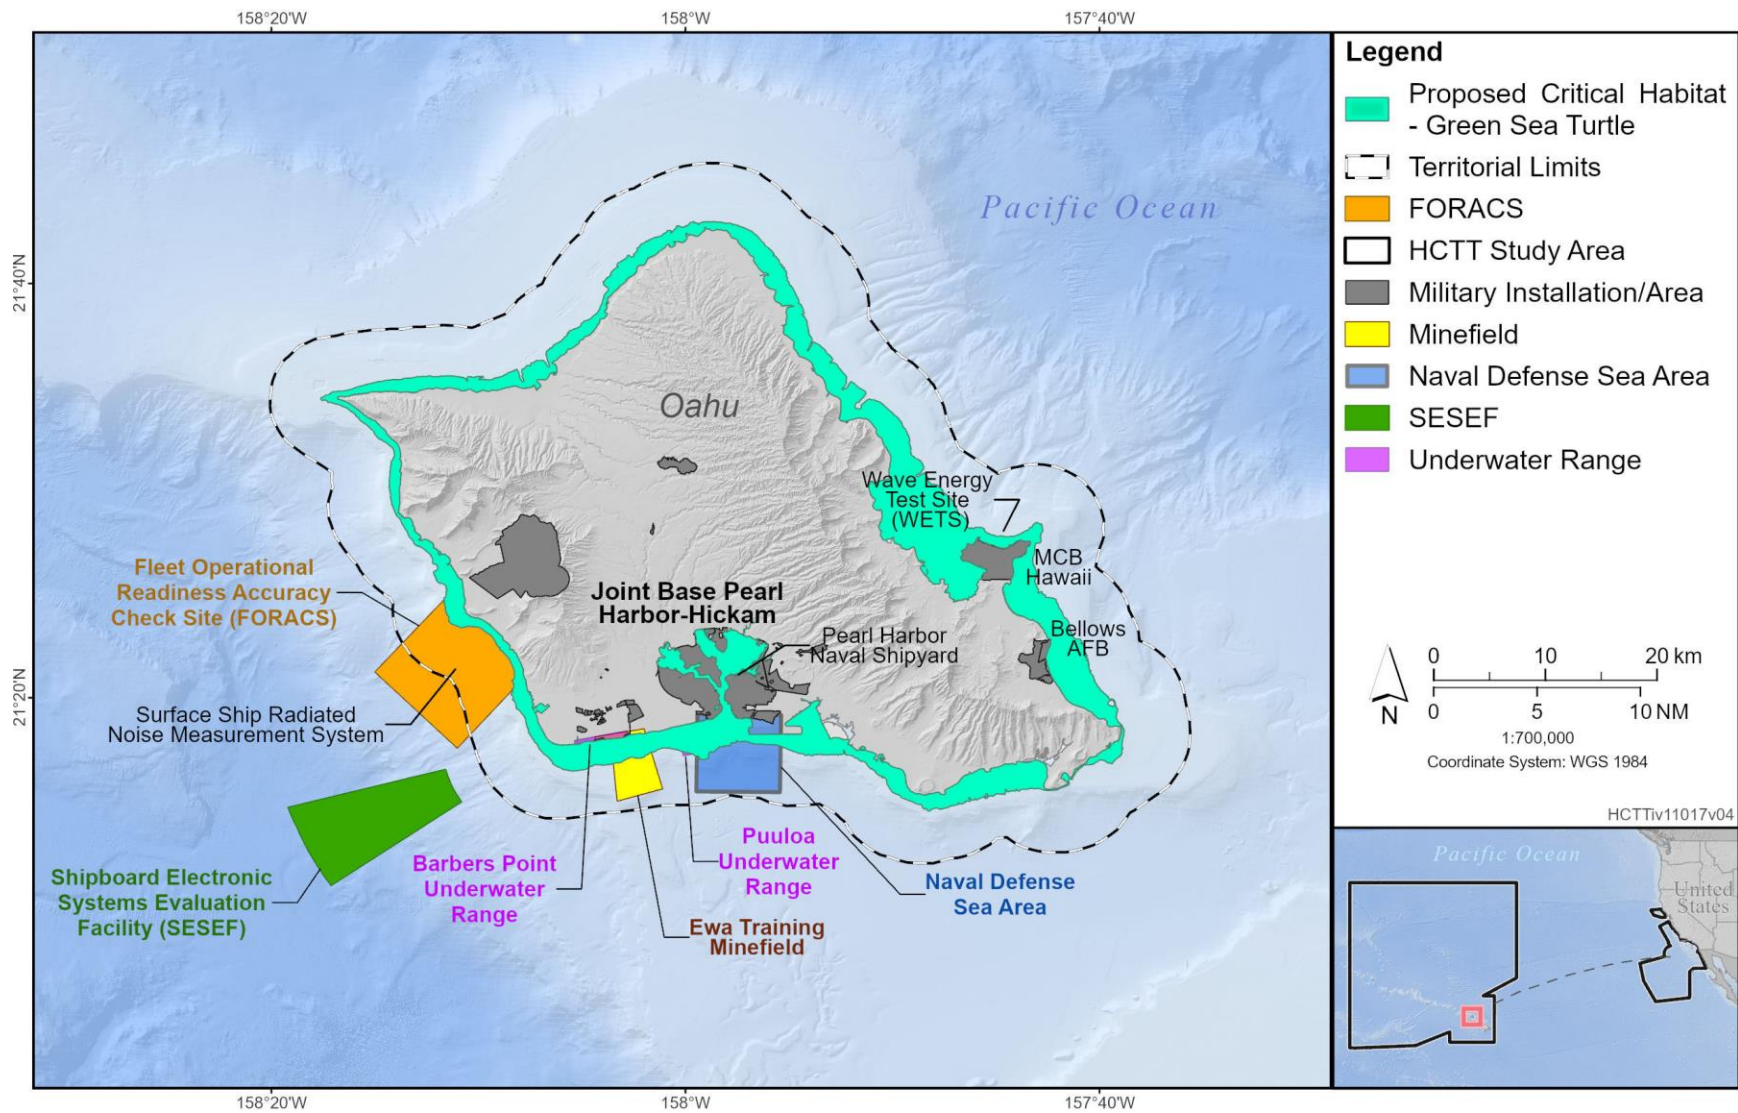 158°20'W
158°W
157°40'W
21°40'N
21°20'N
Pacific Ocean
Oahu
Wave Energy
Test Site
(WETS)
MCB
Hawaii
Fleet Operational
Readiness Accuracy
Check Site (FORACS)
Joint Base Pearl
Harbor-Hickam
Pearl Harbor
Naval Shipyard
Bellows
AFB
Surface Ship Radiated
Noise Measurement System
Shipboard Electronic
Systems Evaluation
Facility (SESEF)
Barbers Point
Underwater
Range
Puuloa
Underwater
Range
Ewa Training
Minefield
Naval Defense
Sea Area
158°20'W
158°W
157°40'W
Legend
Proposed Critical Habitat
- Green Sea Turtle
Territorial Limits
FORACS
HCTT Study Area
Military Installation/Area
Minefield
Naval Defense Sea Area
SESEF
Underwater Range
N
0 10 20 km
0 5 10 NM
1:700,000
Coordinate System: WGS 1984
HCTTiv11017v04
Pacific Ocean
United
States